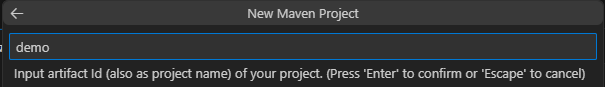 New Maven Project
demo
Input artifact Id (also as project name) of your project. (Press 'Enter' to confirm or 'Escape' to cancel)